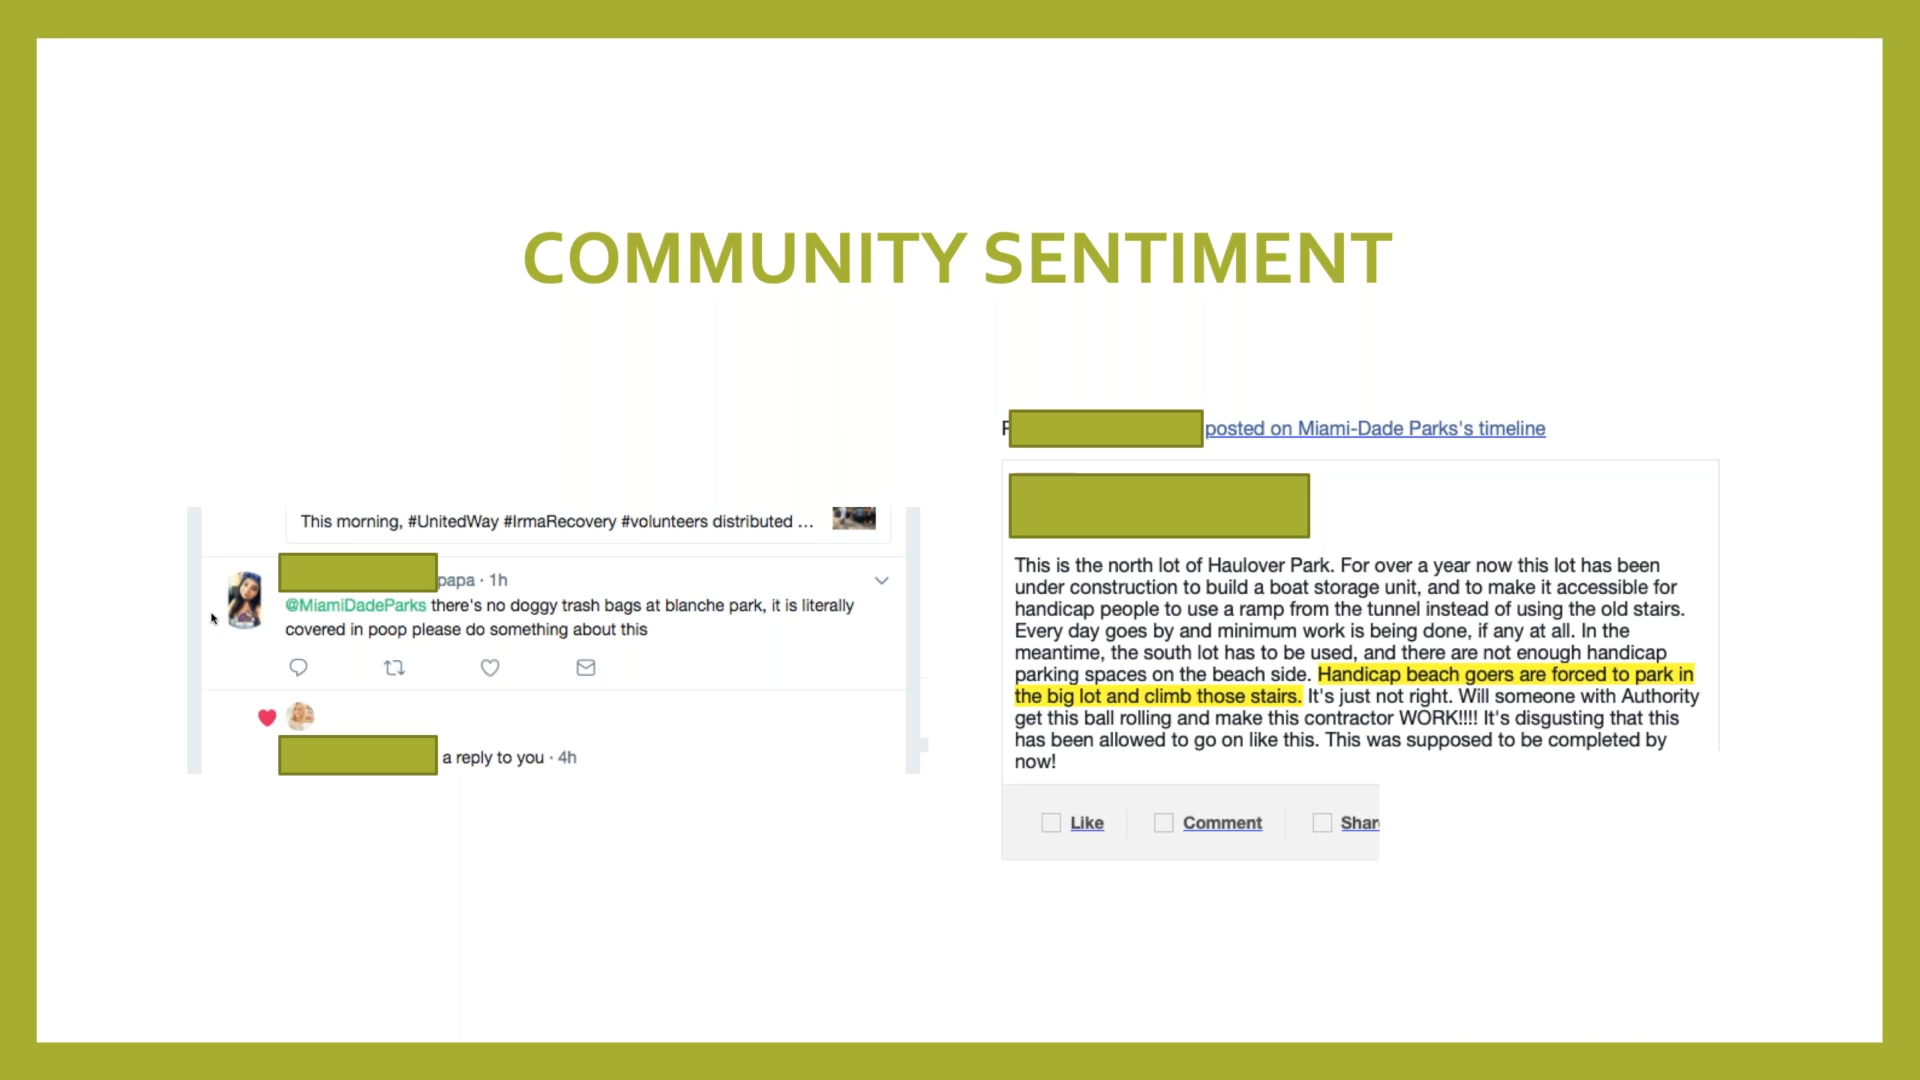 COMMUNITY SENTIMENT
This morning, #UnitedWay #IrmaRecovery #volunteers distributed ...
papa · 1h
@MiamiDadeParks there's no doggy trash bags at blanche park, it is literally
covered in poop please do something about this
a reply to you · 4h
posted on Miami-Dade Parks's timeline
This is the north lot of Haulover Park. For over a year now this lot has been
under construction to build a boat storage unit, and to make it accessible for
handicap people to use a ramp from the tunnel instead of using the old stairs.
Every day goes by and minimum work is being done, if any at all. In the
meantime, the south lot has to be used, and there are not enough handicap
parking spaces on the beach side. Handicap beach goers are forced to park in
the big lot and climb those stairs. It's just not right. Will someone with Authority
get this ball rolling and make this contractor WORK!!!! It's disgusting that this
has been allowed to go on like this. This was supposed to be completed by
now!
Like Comment Shar